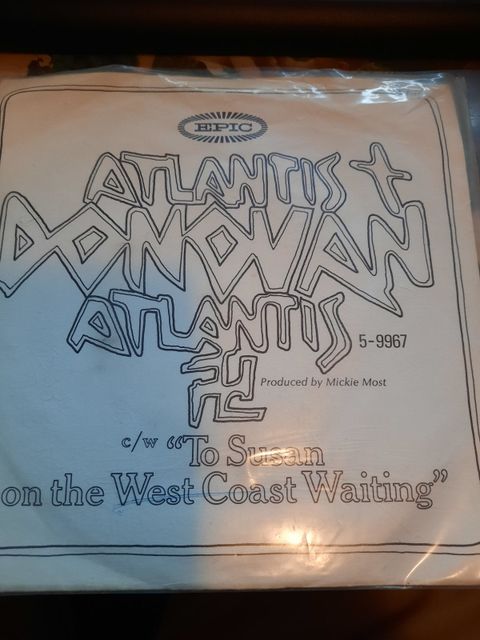 EPIC
ATLANTIS
DONOVAN
ATLANTIS
5-9967
Produced by Mickie Most
c/w "To Susan
on the West Coast Waiting"